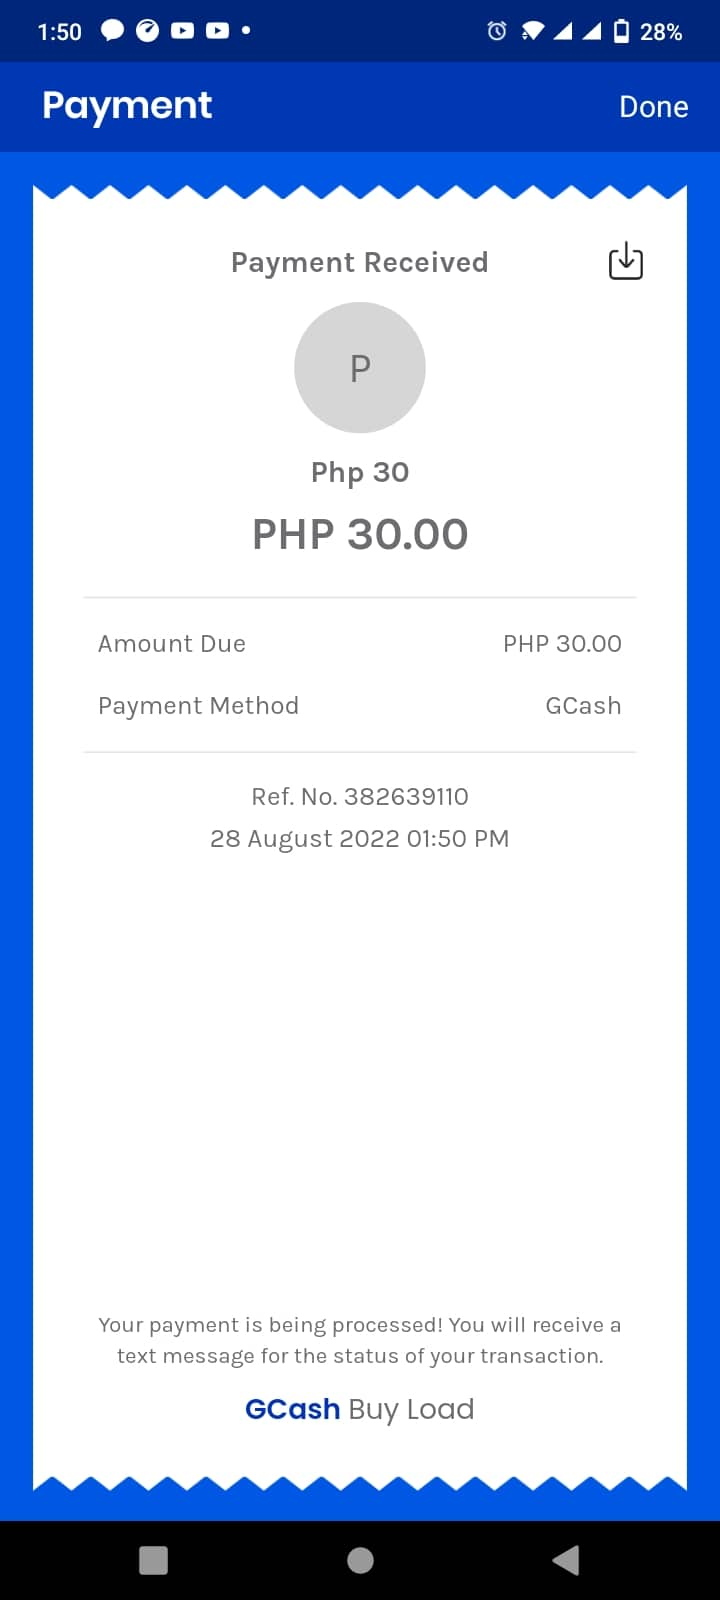 1:50 28%
Payment Done
Payment Received
P
Php 30
PHP 30.00
Amount Due PHP 30.00
Payment Method GCash
Ref. No. 382639110
28 August 2022 01:50 PM
Your payment is being processed! You will receive a
text message for the status of your transaction.
GCash Buy Load